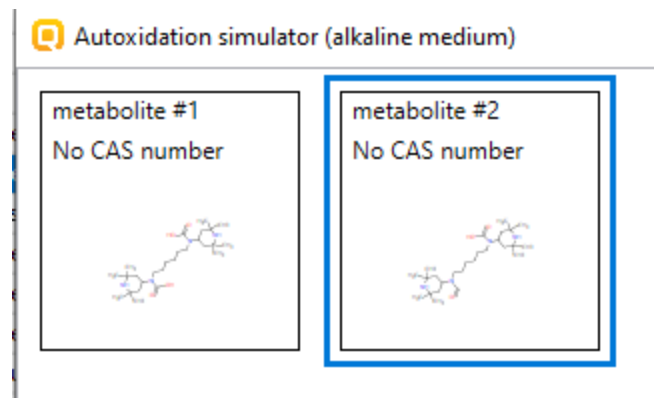 Autoxidation simulator (alkaline medium)
metabolite #1
No CAS number
metabolite #2
No CAS number